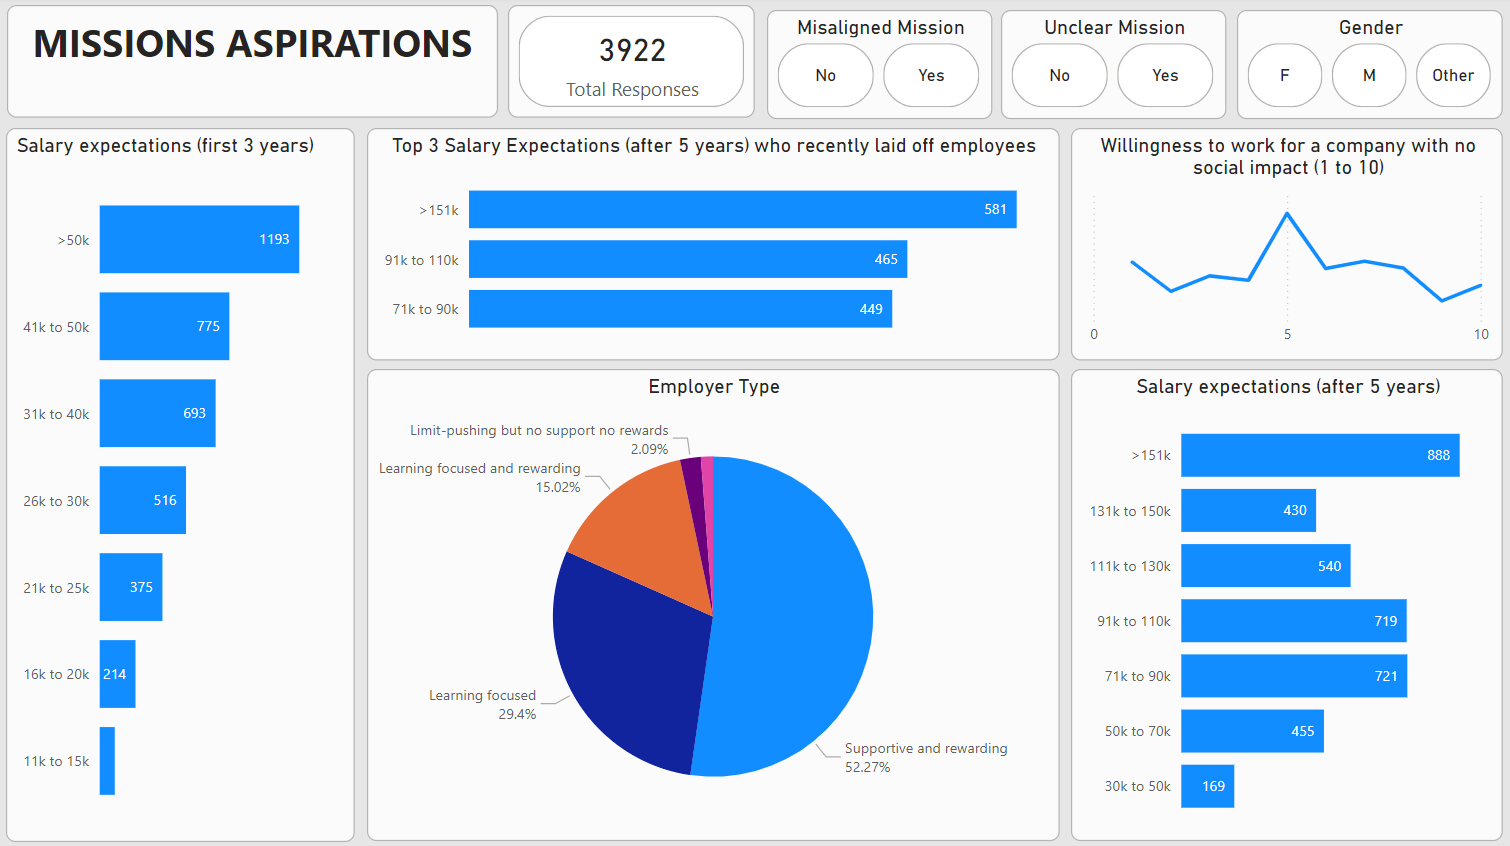 MISSIONS ASPIRATIONS
3922
Total Responses
Misaligned Mission
No
Yes
Unclear Mission
No
Yes
Gender
F
M
Other
Salary expectations (first 3 years)
>50k
1193
41k to 50k
775
31k to 40k
693
26k to 30k
516
21k to 25k
375
16k to 20k
214
11k to 15k
Top 3 Salary Expectations (after 5 years) who recently laid off employees
>151k
581
91k to 110k
465
71k to 90k
449
Willingness to work for a company with no
social impact (1 to 10)
0
5
10
Employer Type
Limit-pushing but no support no rewards
2.09%
Learning focused and rewarding
15.02%
Learning focused
29.4%
Supportive and rewarding
52.27%
Salary expectations (after 5 years)
>151k
888
131k to 150k
430
111k to 130k
540
91k to 110k
719
71k to 90k
721
50k to 70k
455
30k to 50k
169